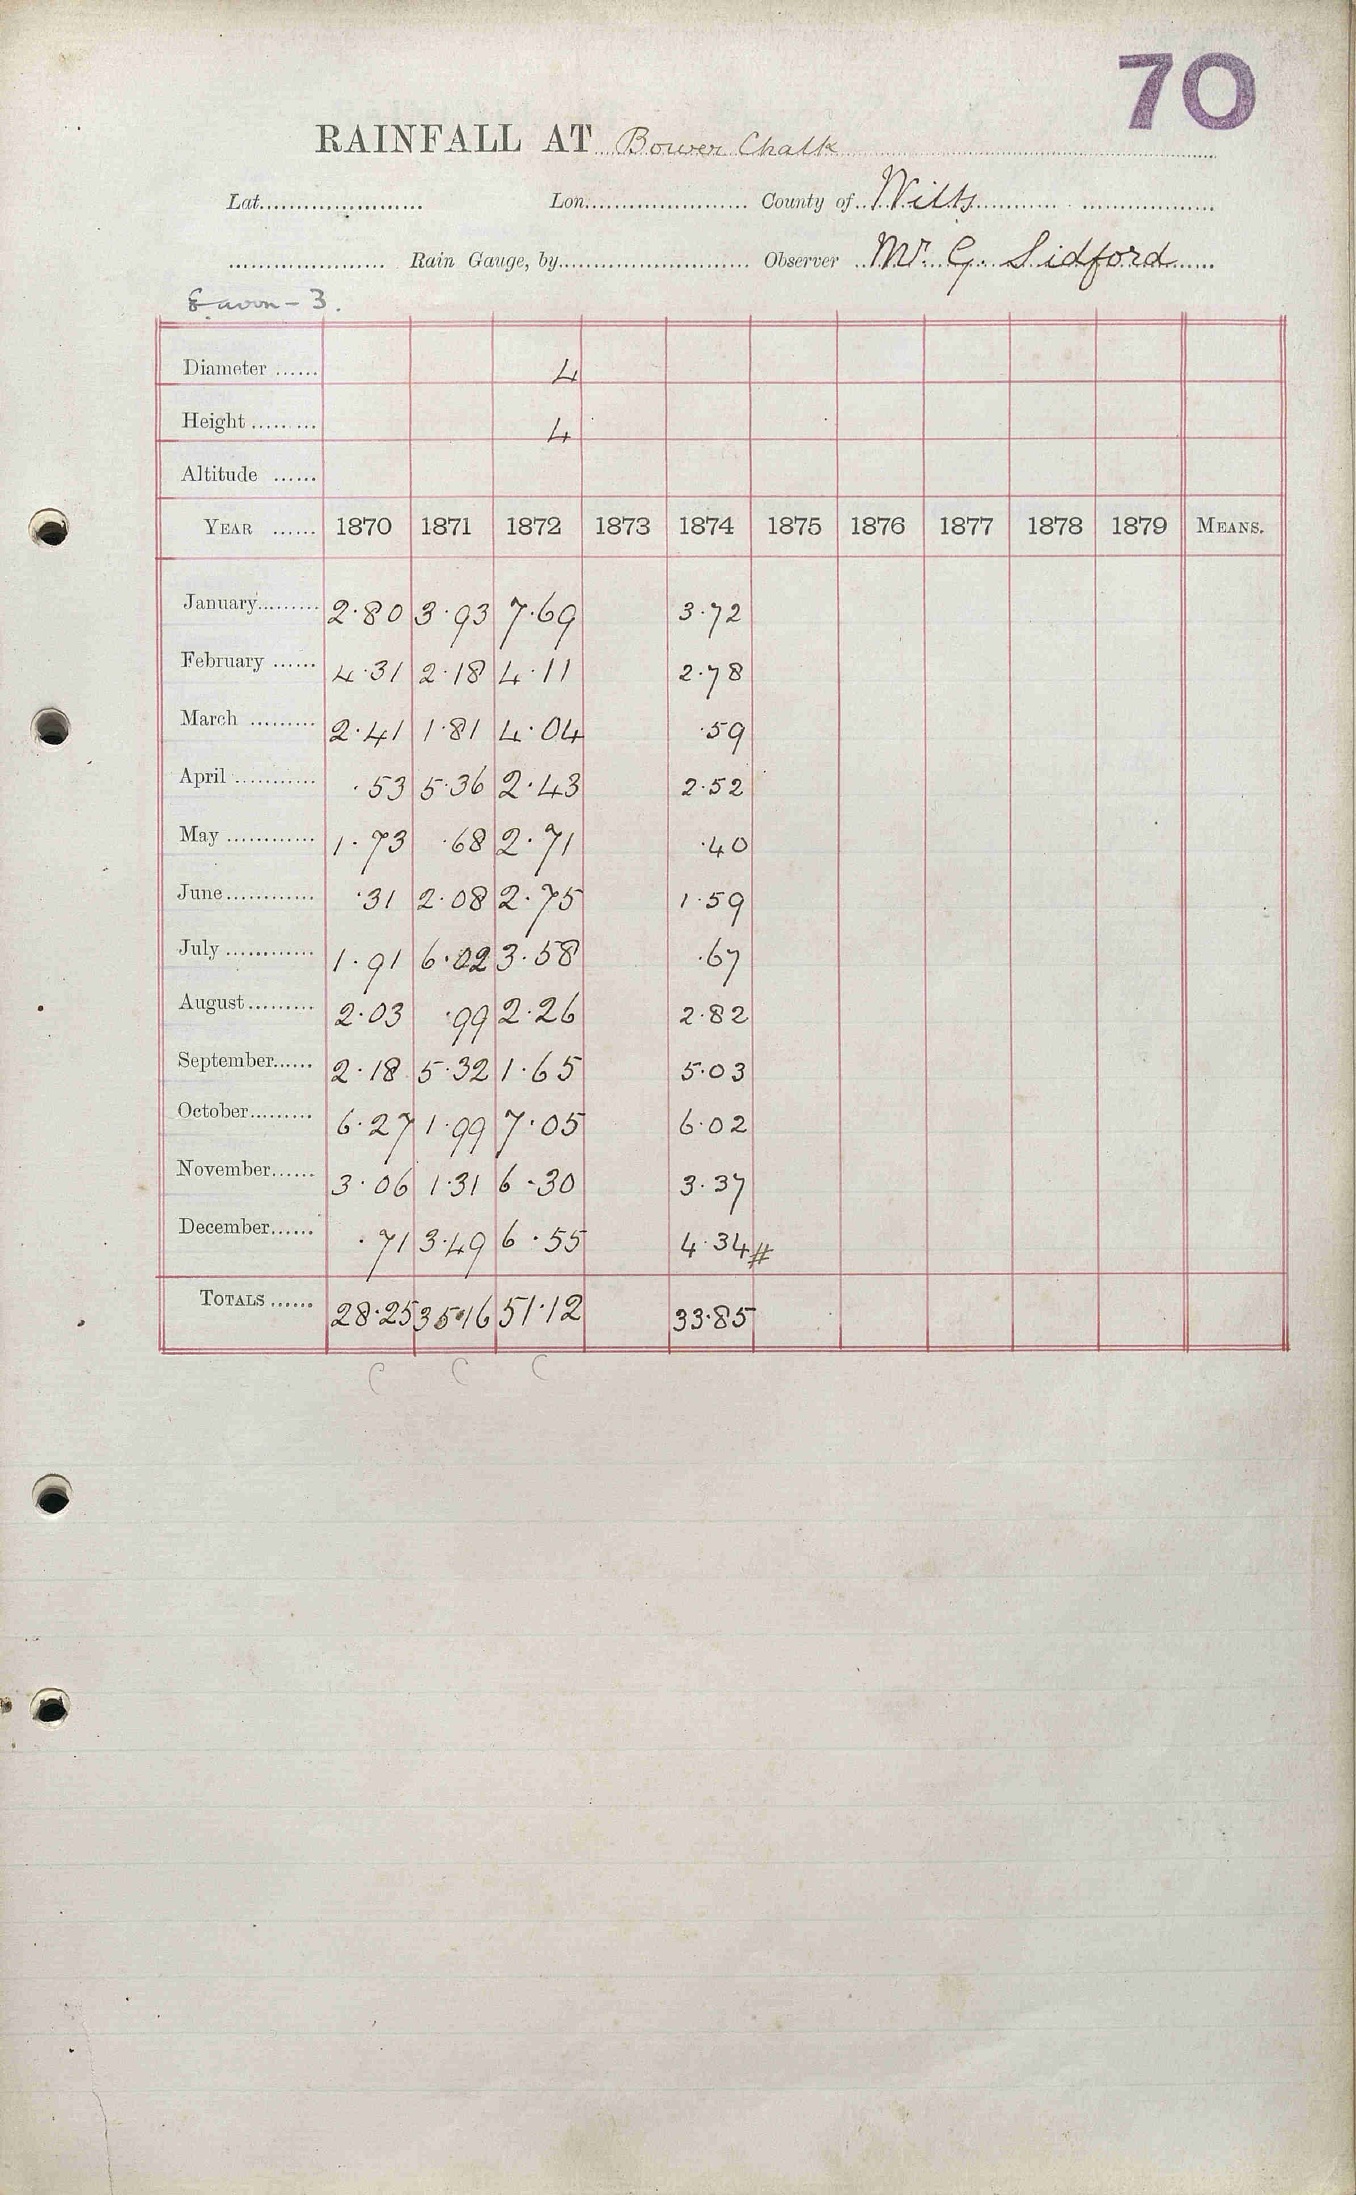 70
RAINFALL AT Bower Chalk
Lat. Lon. County of Wilts
Rain Gauge, by Observer Mr G. Sidford
E. avon - 3.
Diameter 4
Height 4
Altitude
YEAR 1870 1871 1872 1873 1874 1875 1876 1877 1878 1879 MEANS.
January 2.80 3.93 7.69 3.72
February 4.31 2.18 4.11 2.78
March 2.41 1.81 4.04 .59
April .53 5.36 2.43 2.52
May 1.73 .68 2.71 .40
June .31 2.08 2.75 1.59
July 1.91 6.02 3.58 .67
August 2.03 .99 2.26 2.82
September 2.18 5.32 1.65 5.03
October 6.27 1.99 7.05 6.02
November 3.06 1.31 6.30 3.37
December .71 3.49 6.55 4.34#
TOTALS 28.25 35.16 51.12 33.85
C C C